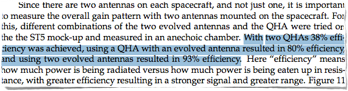 Since there are two antennas on each spacecraft, and not just one, it is important
to measure the overall gain pattern with two antennas mounted on the spacecraft. For
this, different combinations of the two evolved antennas and the QHA were tried on
the the ST5 mock-up and measured in an anechoic chamber. With two QHAs 38% effi-
ciency was achieved, using a QHA with an evolved antenna resulted in 80% efficiency
and using two evolved antennas resulted in 93% efficiency. Here "efficiency" means
how much power is being radiated versus how much power is being eaten up in resis-
tance, with greater efficiency resulting in a stronger signal and greater range. Figure 11